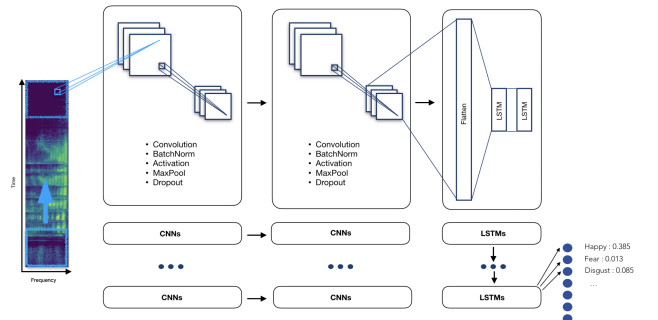 Time
Frequency
• Convolution
• BatchNorm
• Activation
• MaxPool
• Dropout
• Convolution
• BatchNorm
• Activation
• MaxPool
• Dropout
Flatten
LSTM
LSTM
CNNs
CNNs
LSTMs
CNNs
CNNs
LSTMs
Happy : 0.385
Fear : 0.013
Disgust : 0.085
...